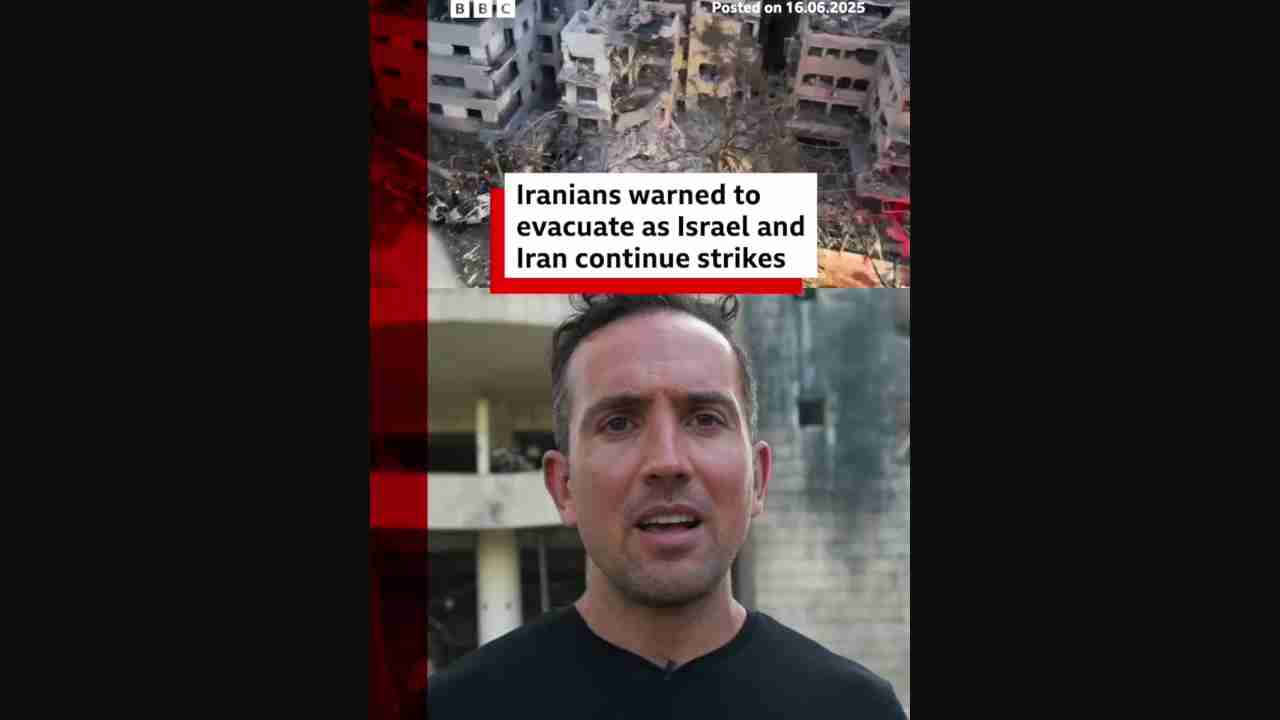 BBC
Posted on 16.06.2025
Iranians warned to
evacuate as Israel and
Iran continue strikes